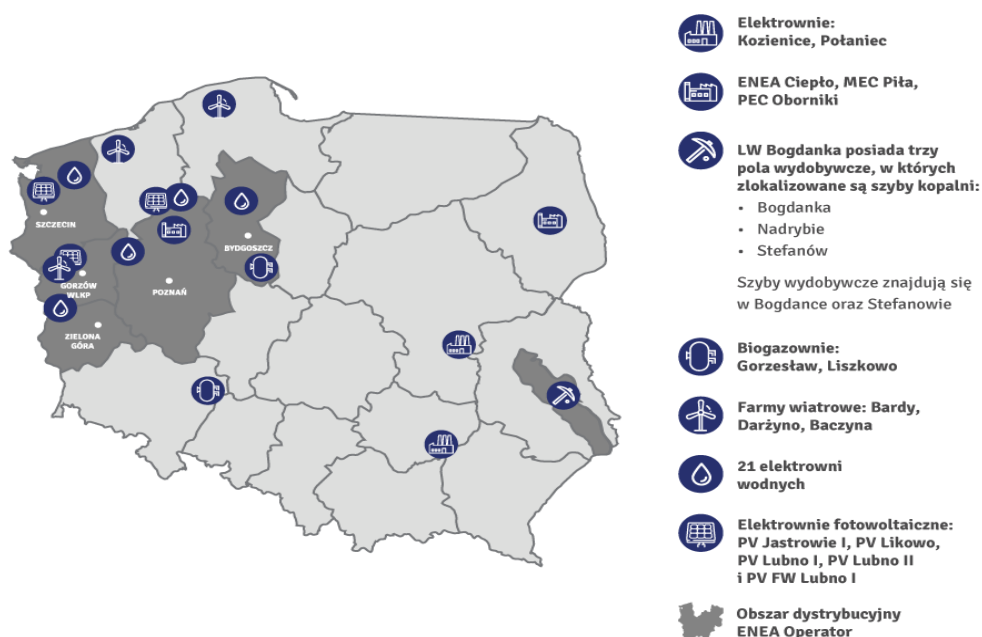 SZCZECIN
GORZÓW
WLKP
ZIELONA
GÓRA
POZNAŃ
BYDGOSZCZ
Elektrownie:
Kozienice, Połaniec
ENEA Ciepło, MEC Piła,
PEC Oborniki
LW Bogdanka posiada trzy
pola wydobywcze, w których
zlokalizowane są szyby kopalni:
• Bogdanka
• Nadrybie
• Stefanów
Szyby wydobywcze znajdują się
w Bogdance oraz Stefanowie
Biogazownie:
Gorzesław, Liszkowo
Farmy wiatrowe: Bardy,
Darżyno, Baczyna
21 elektrowni
wodnych
Elektrownie fotowoltaiczne:
PV Jastrowie I, PV Likowo,
PV Lubno I, PV Lubno II
i PV FW Lubno I
Obszar dystrybucyjny
ENEA Operator